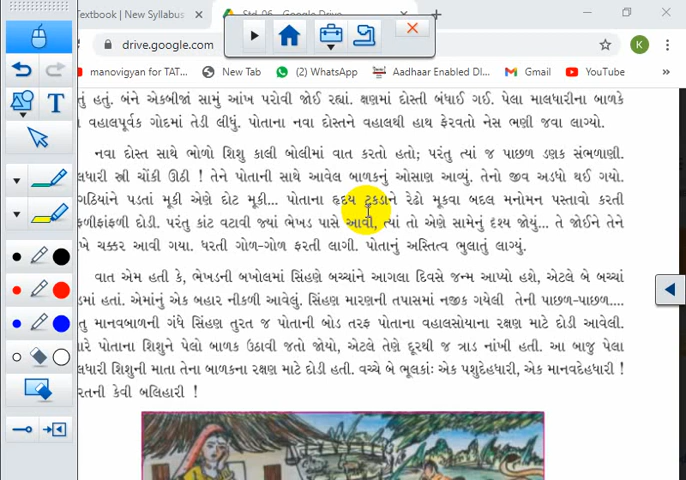 Textbook | New Syllabus ×
Std. 06 - Google Drive
drive.google.com
K
manovigyan for TAT...
New Tab
(2) WhatsApp
Aadhaar Enabled DI...
Gmail
YouTube
»
T
હતું. બંને એકબીજાં સામું આંખ પરોવી જોઈ રહ્યાં. ક્ષણમાં દોસ્તી બંધાઈ ગઈ. પેલા માલધારીના બાળકે
વહાલપૂર્વક ગોદમાં તેડી લીધું. પોતાના નવા દોસ્તને વહાલથી હાથ ફેરવતો નેસ ભણી જવા લાગ્યો.
નવા દોસ્ત સાથે ભોળો શિશુ કાલી બોલીમાં વાત કરતો હતો; પરંતુ ત્યાં જ પાછળ ડણક સંભળાણી.
સ્ત્રી ચોંકી ઊઠી ! તેને પોતાની સાથે આવેલ બાળકનું ઓસાણ આવ્યું. તેનો જીવ અડધો થઈ ગયો.
પડતાં મૂકી એણે દોટ મૂકી... પોતાના હૃદય ટુકડાને રેઢો મૂકવા બદલ મનોમન પસ્તાવો કરતી
દોડી. પરંતુ કાંટ વટાવી જ્યાં ભેખડ પાસે આવી, ત્યાં તો એણે સામેનું દૃશ્ય જોયું... તે જોઈને તેને
ચક્કર આવી ગયા. ધરતી ગોળ-ગોળ ફરતી લાગી. પોતાનું અસ્તિત્વ ભુલાતું લાગ્યું.
વાત એમ હતી કે, ભેખડની બખોલમાં સિંહણે બચ્ચાંને આગલા દિવસે જન્મ આપ્યો હશે, એટલે બે બચ્ચાં
હતાં. એમાંનું એક બહાર નીકળી આવેલું. સિંહણ મારણની તપાસમાં નજીક ગયેલી તેની પાછળ-પાછળ....
માનવબાળની ગંધે સિંહણ તુરત જ પોતાની બોડ તરફ પોતાના વહાલસોયાના રક્ષણ માટે દોડી આવેલી.
પોતાના શિશુને પેલો બાળક ઉઠાવી જતો જોયો, એટલે તેણે દૂરથી જ ત્રાડ નાંખી હતી. આ બાજુ પેલા
શિશુની માતા તેના બાળકના રક્ષણ માટે દોડી હતી. વચ્ચે બે ભૂલકાં: એક પશુદેહધારી, એક માનવદેહધારી !
કેવી બલિહારી !